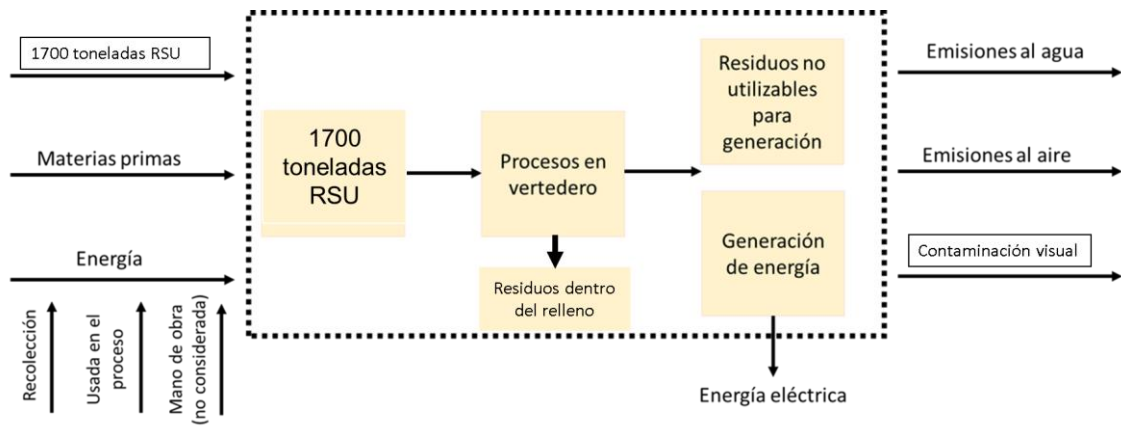 1700 toneladas RSU
Materias primas
Energía
Recolección
Usada en el
proceso
Mano de obra
(no considerada)
1700
toneladas
RSU
Procesos en
vertedero
Residuos dentro
del relleno
Residuos no
utilizables
para
generación
Generación
de energía
Energía eléctrica
Emisiones al agua
Emisiones al aire
Contaminación visual